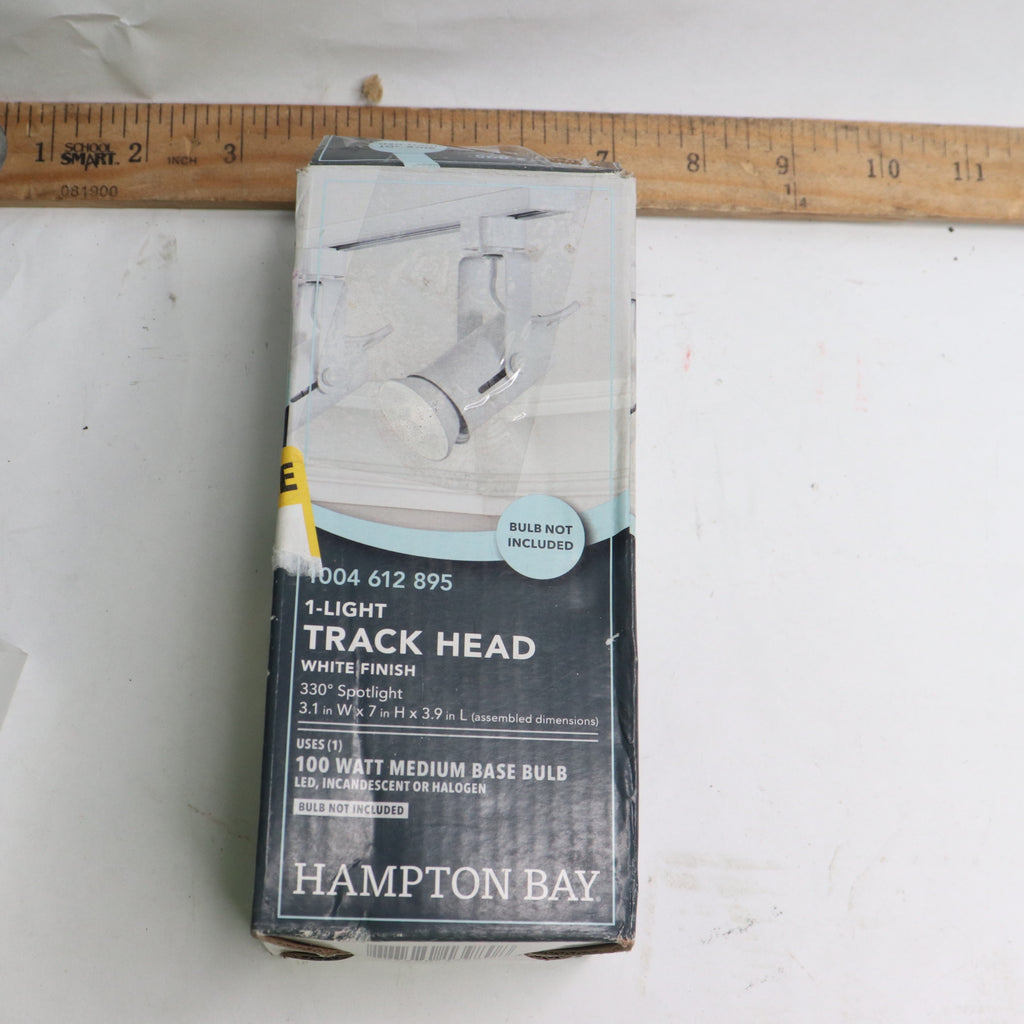 1 SCHOOL SMART. 2 INCH 3 7 8 9 10 11
081900
1/4
E
BULB NOT
INCLUDED
1004 612 895
1-LIGHT
TRACK HEAD
WHITE FINISH
330° Spotlight
3.1 in W x 7 in H x 3.9 in L (assembled dimensions)
USES (1)
100 WATT MEDIUM BASE BULB
LED, INCANDESCENT OR HALOGEN
BULB NOT INCLUDED
HAMPTON BAY